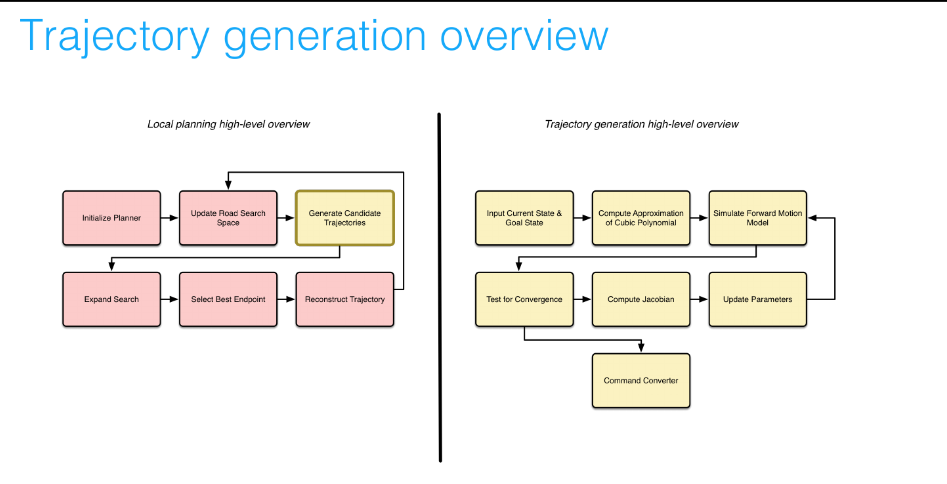 Trajectory generation overview
Local planning high-level overview
Initialize Planner
Update Road Search
Space
Generate Candidate
Trajectories
Expand Search
Select Best Endpoint
Reconstruct Trajectory
Trajectory generation high-level overview
Input Current State &
Goal State
Compute Approximation
of Cubic Polynomial
Simulate Forward Motion
Model
Test for Convergence
Compute Jacobian
Update Parameters
Command Converter